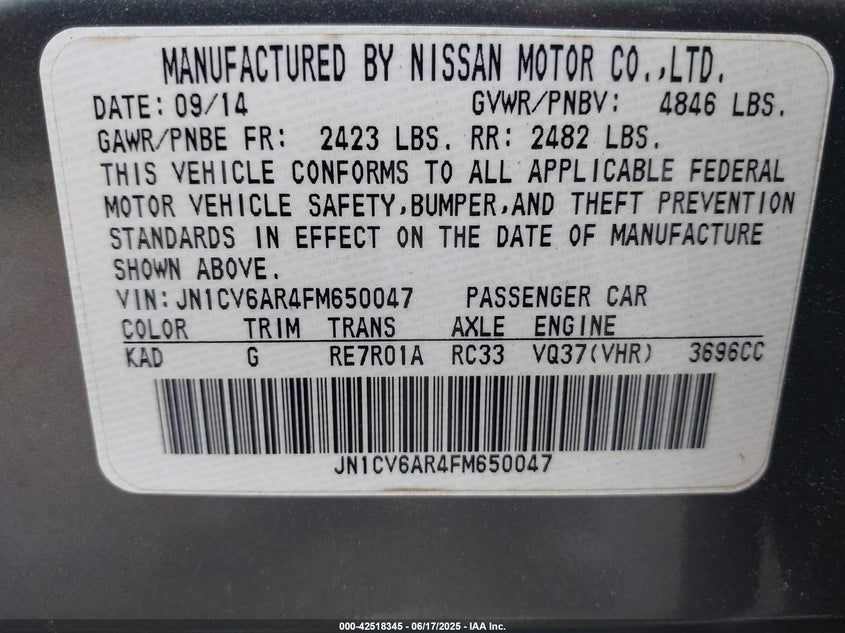 MANUFACTURED BY NISSAN MOTOR CO.,LTD.
DATE: 09/14 GVWR/PNBV: 4846 LBS.
GAWR/PNBE FR: 2423 LBS. RR: 2482 LBS.
THIS VEHICLE CONFORMS TO ALL APPLICABLE FEDERAL
MOTOR VEHICLE SAFETY,BUMPER,AND THEFT PREVENTION
STANDARDS IN EFFECT ON THE DATE OF MANUFACTURE
SHOWN ABOVE.
VIN: JN1CV6AR4FM650047 PASSENGER CAR
COLOR TRIM TRANS AXLE ENGINE
KAD G RE7R01A RC33 VQ37(VHR) 3696CC
JN1CV6AR4FM650047
000-42518345 - 06/17/2025 - IAA Inc.